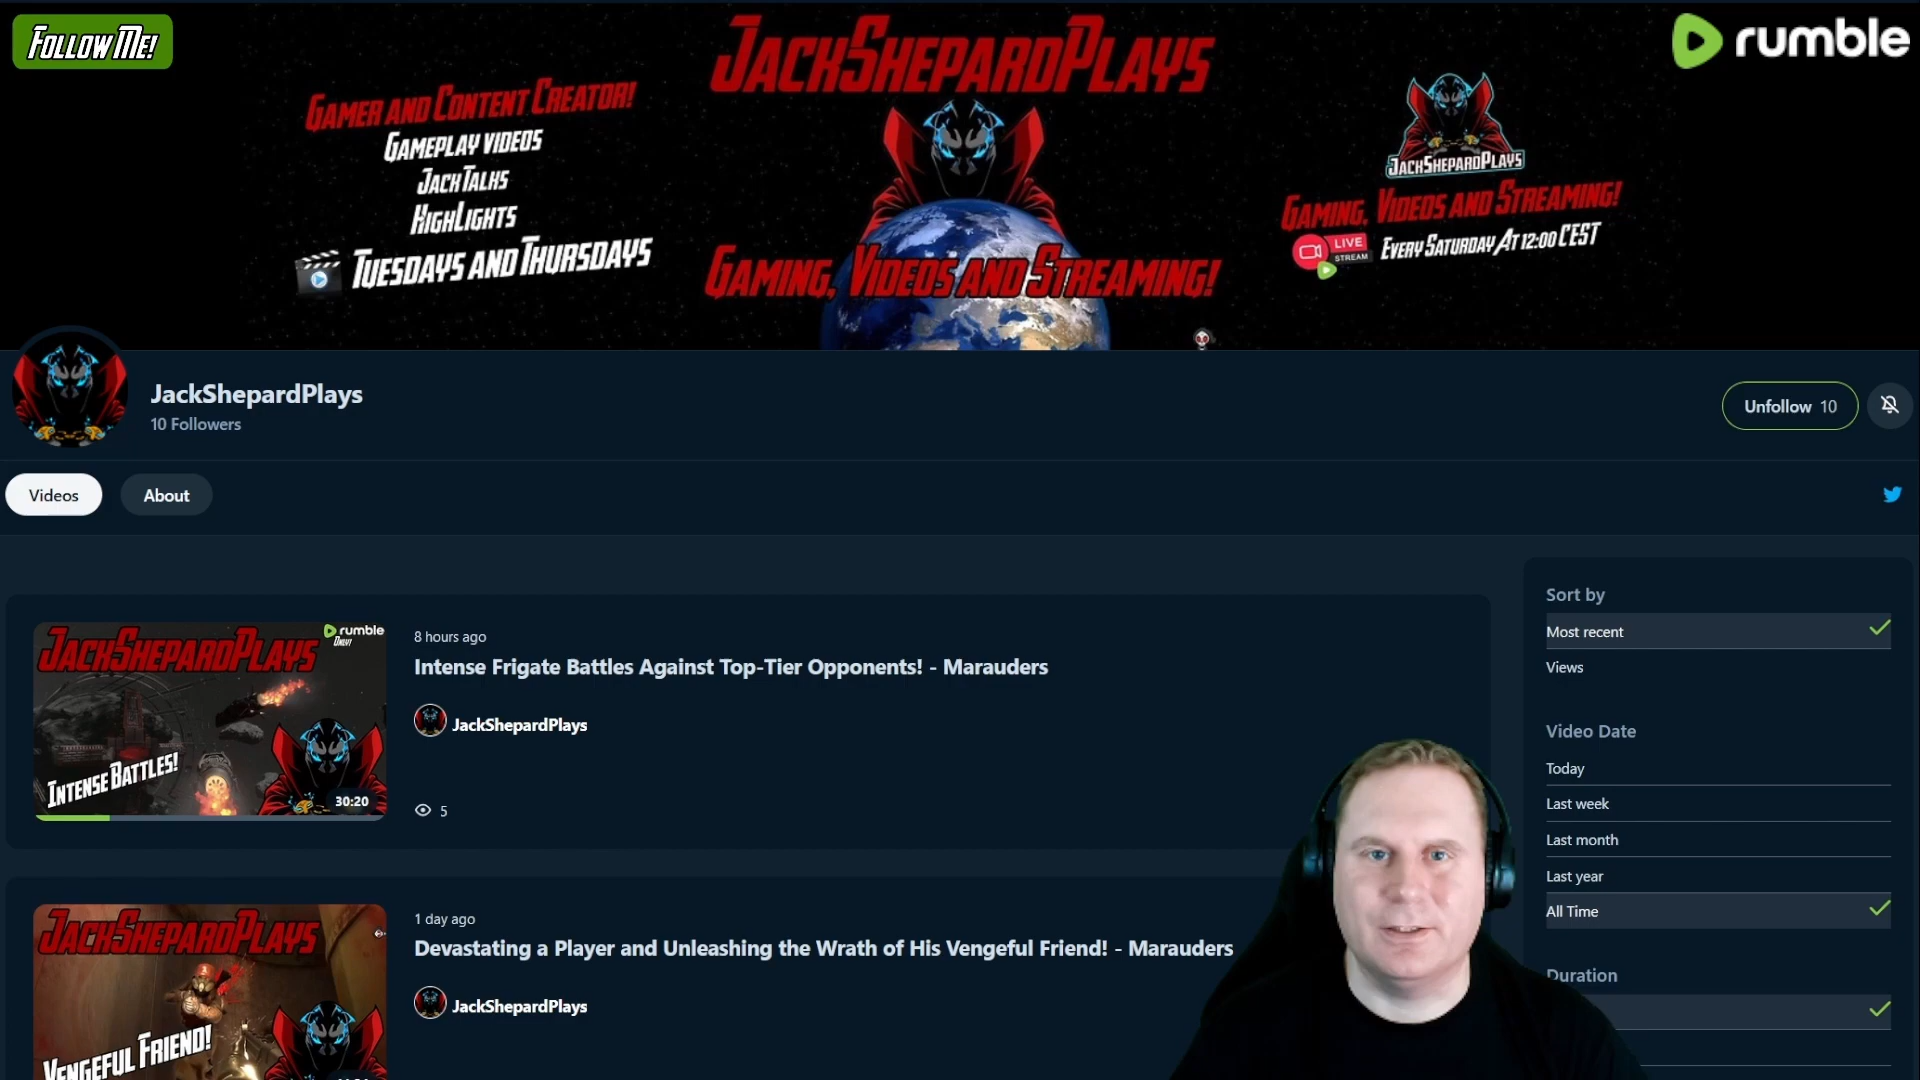 Follow Me!
rumble
JackShepardPlays
Gamer and Content Creator!
Gameplay videos
JackTalks
HighLights
Tuesdays and Thursdays
Gaming, Videos and Streaming!
JackShepardPlays
Gaming, Videos and Streaming!
LIVE
STREAM
Every Saturday At 12:00 CEST
JackShepardPlays
10 Followers
Unfollow 10
Videos
About
JackShepardPlays
rumble
Only!
Intense Battles!
30:20
8 hours ago
Intense Frigate Battles Against Top-Tier Opponents! - Marauders
JackShepardPlays
5
JackShepardPlays
Vengeful Friend!
1 day ago
Devastating a Player and Unleashing the Wrath of His Vengeful Friend! - Marauders
JackShepardPlays
Sort by
Most recent
Views
Video Date
Today
Last week
Last month
Last year
All Time
Duration